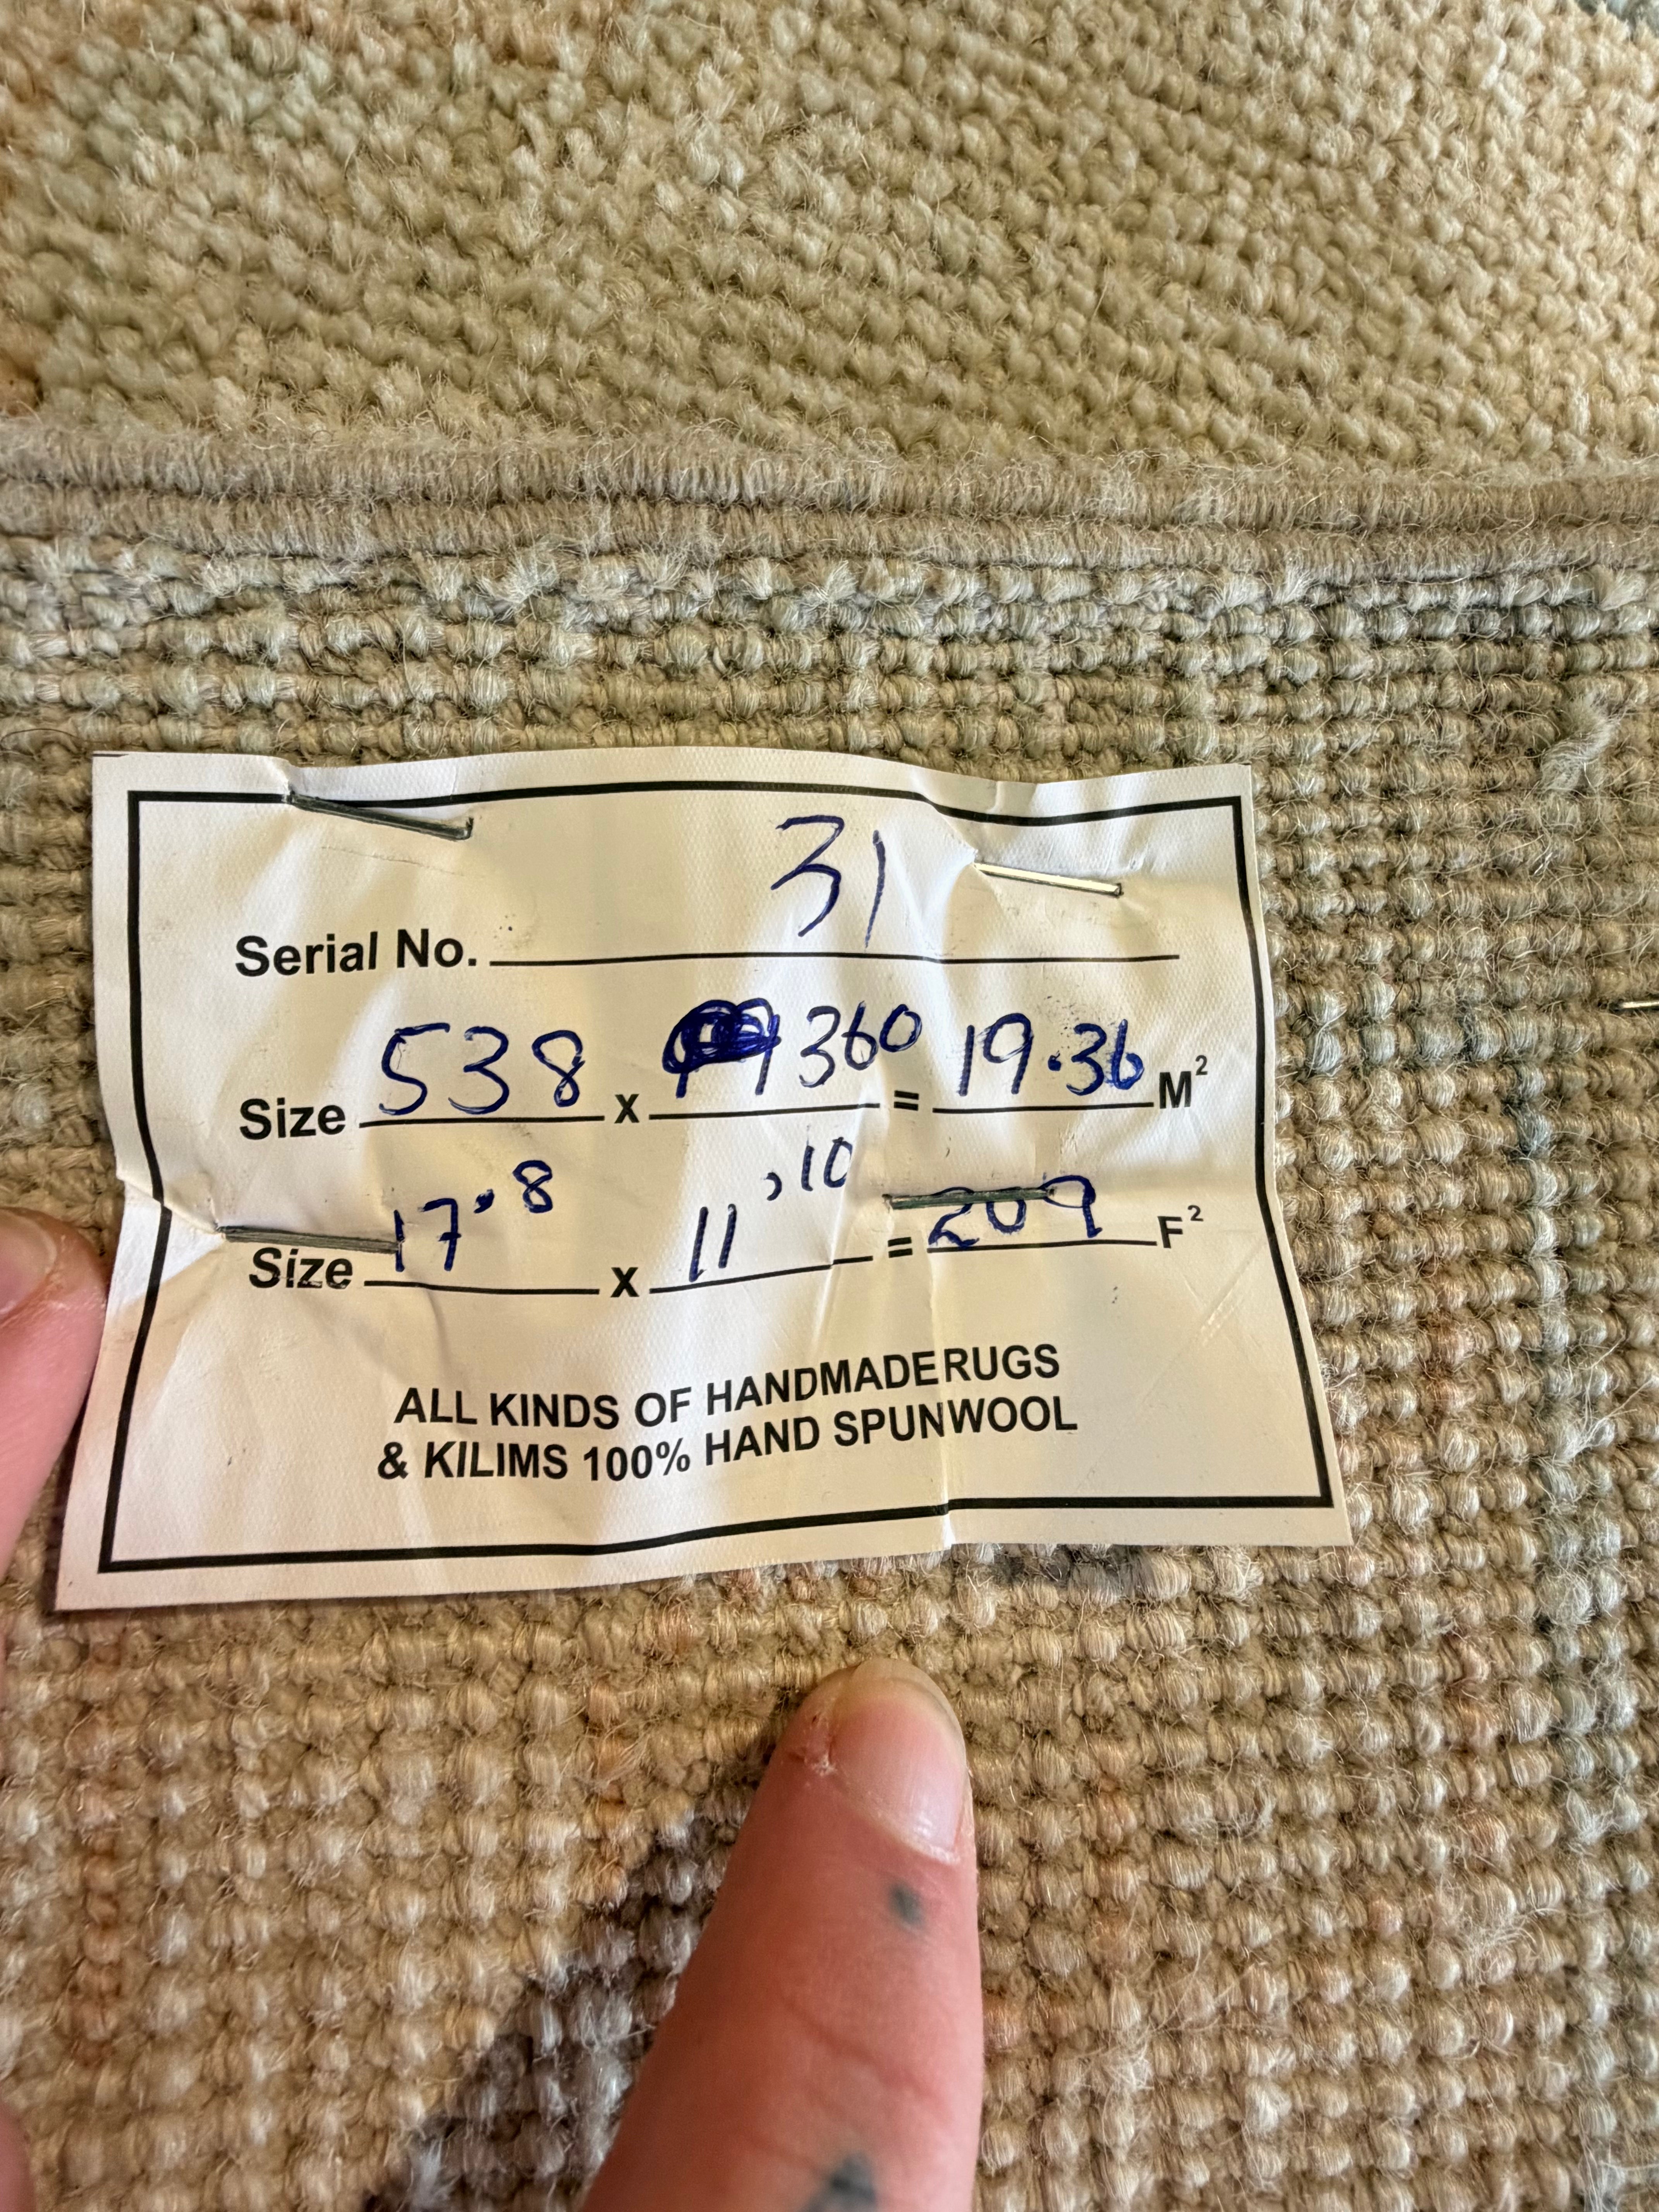 Serial No. 31
Size 538 x 360 = 19.36 M²
Size 17'8 x 11'10 = 209 F²
ALL KINDS OF HANDMADERUGS
& KILIMS 100% HAND SPUNWOOL